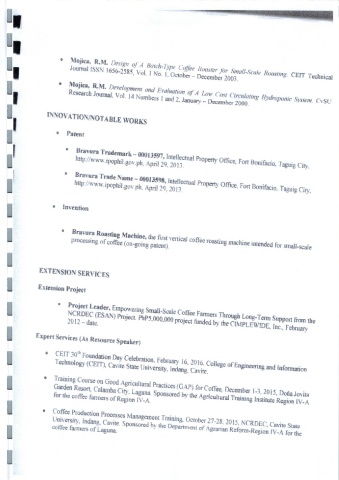 • Mojica, R.M. Design of A Batch-Type Coffee Roaster for Small-Scale Roasting. CEIT Technical
Journal ISSN 1656-2585, Vol. 1 No. 1, October – December 2003.
• Mojica, R.M. Development and Evaluation of A Low Cost Circulating Hydroponic System. CvSU
Research Journal, Vol. 14 Numbers 1 and 2, January – December 2000.
INNOVATION/NOTABLE WORKS
• Patent
• Bravura Trademark – 00013597, Intellectual Property Office, Fort Bonifacio, Taguig City,
http://www.ipophil.gov.ph, April 29, 2013.
• Bravura Trade Name – 00013598, Intellectual Property Office, Fort Bonifacio, Taguig City,
http://www.ipophil.gov.ph, April 29, 2013
• Invention
• Bravura Roasting Machine, the first vertical coffee roasting machine intended for small-scale
processing of coffee (on-going patent).
EXTENSION SERVICES
Extension Project
• Project Leader, Empowering Small-Scale Coffee Farmers Through Long-Term Support from the
NCRDEC (ESAN) Project. PhP5,000,000 project funded by the CIMPLEWIDE, Inc., February
2012 – date.
Expert Services (As Resource Speaker)
• CEIT 30th Foundation Day Celebration, February 16, 2016. College of Engineering and Information
Technology (CEIT), Cavite State University, Indang, Cavite.
• Training Course on Good Agricultural Practices (GAP) for Coffee, December 1-3, 2015, Doña Jovita
Garden Resort, Calamba City, Laguna. Sponsored by the Agricultural Training Institute Region IV-A
for the coffee farmers of Region IV-A.
• Coffee Production Processes Management Training, October 27-28, 2015, NCRDEC, Cavite State
University, Indang, Cavite. Sponsored by the Department of Agrarian Reform-Region IV-A for the
coffee farmers of Laguna.